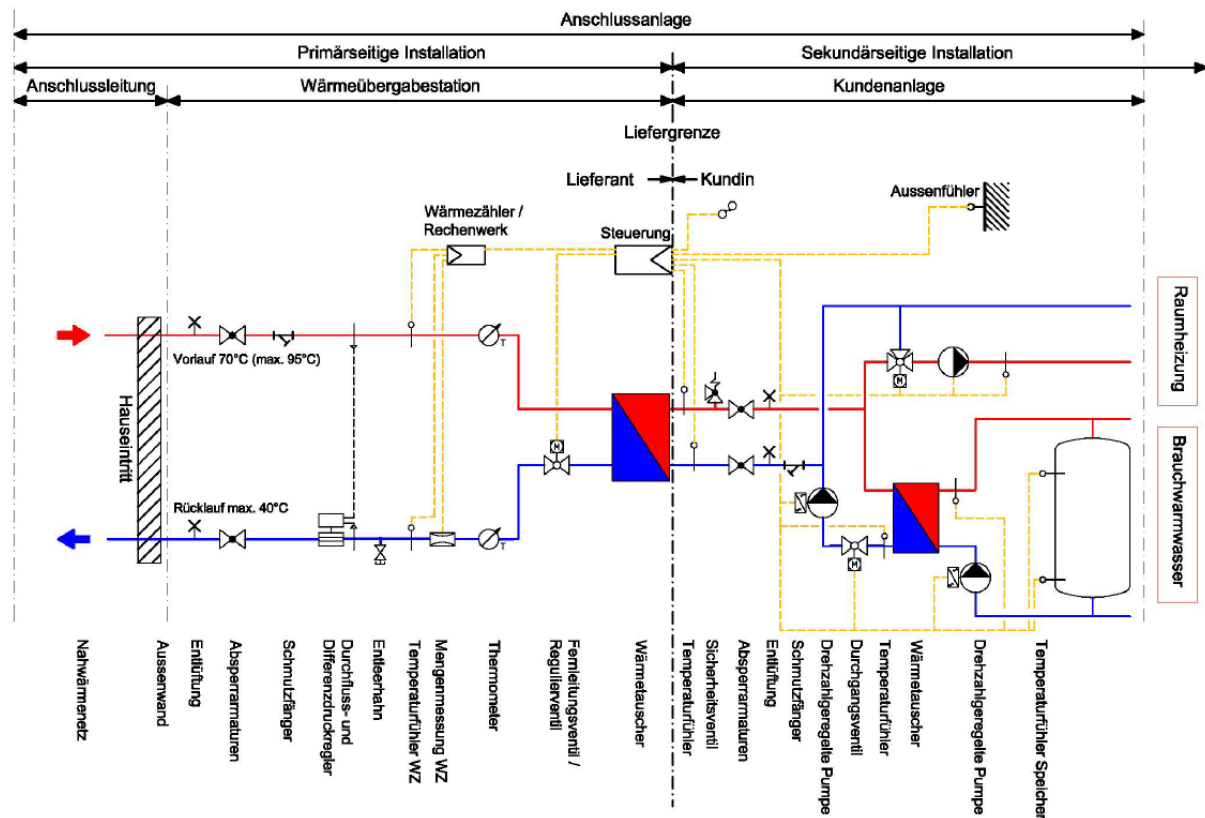 Anschlussanlage
Primärseitige Installation
Sekundärseitige Installation
Anschlussleitung
Wärmeübergabestation
Kundenanlage
Liefergrenze
Lieferant
Kundin
Aussenfühler
Wärmezähler /
Rechenwerk
Steuerung
Vorlauf 70°C (max. 95°C)
T
M
Raumheizung
Hauseintritt
M
Brauchwarmwasser
Rücklauf max. 40°C
T
M
Nahwärmenetz
Aussenwand
Entlüftung
Absperrarmaturen
Schmutzfänger
Durchfluss- und
Differenzdruckregler
Entleerhahn
Temperaturfühler WZ
Mengenmessung WZ
Thermometer
Fernleitungsventil /
Regulierventil
Wärmetauscher
Temperaturfühler
Sicherheitsventil
Absperrarmaturen
Entlüftung
Schmutzfänger
Drehzahlgeregelte Pumpe
Durchgangsventil
Temperaturfühler
Wärmetauscher
Drehzahlgeregelte Pumpe
Temperaturfühler Speicher